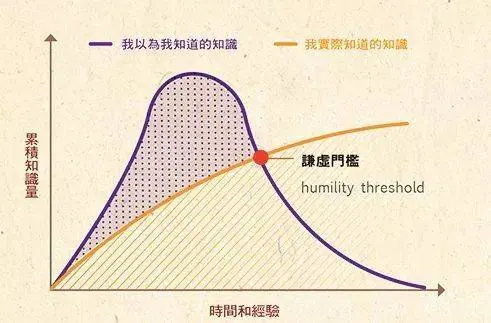 我以為我知道的知識
我實際知道的知識
累積知識量
謙虛門檻
humility threshold
時間和經驗